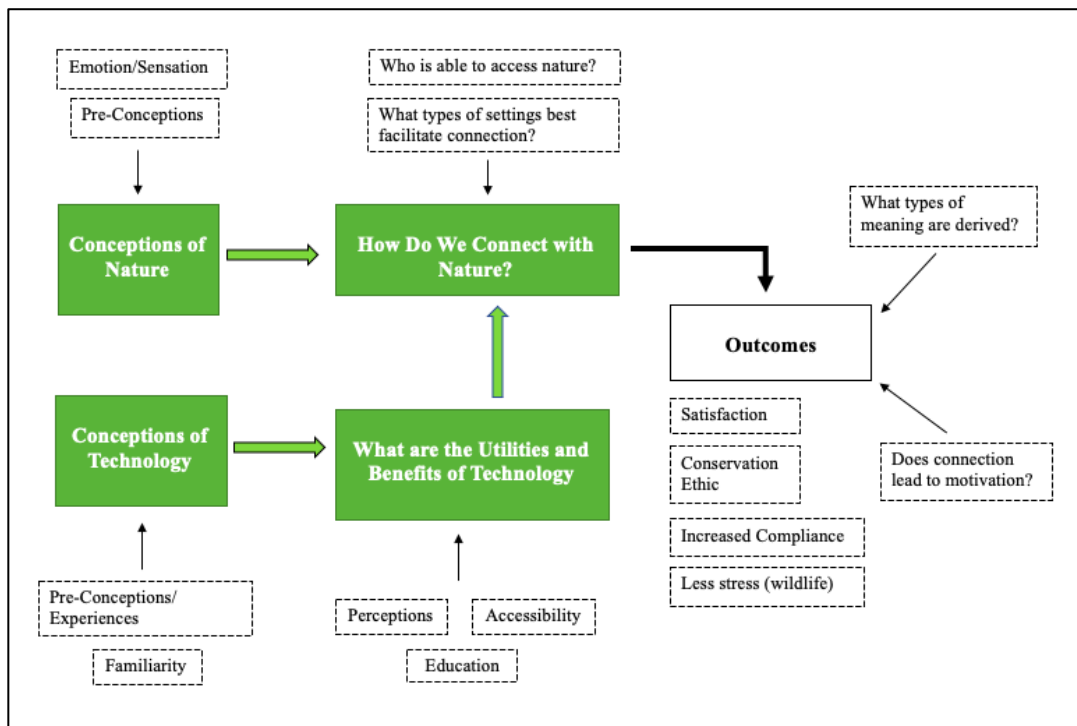 Emotion/Sensation
Pre-Conceptions
Who is able to access nature?
What types of settings best
facilitate connection?
Conceptions of
Nature
How Do We Connect with
Nature?
What types of
meaning are derived?
Outcomes
Conceptions of
Technology
What are the Utilities and
Benefits of Technology
Satisfaction
Conservation
Ethic
Increased Compliance
Less stress (wildlife)
Does connection
lead to motivation?
Pre-Conceptions/
Experiences
Familiarity
Perceptions
Accessibility
Education